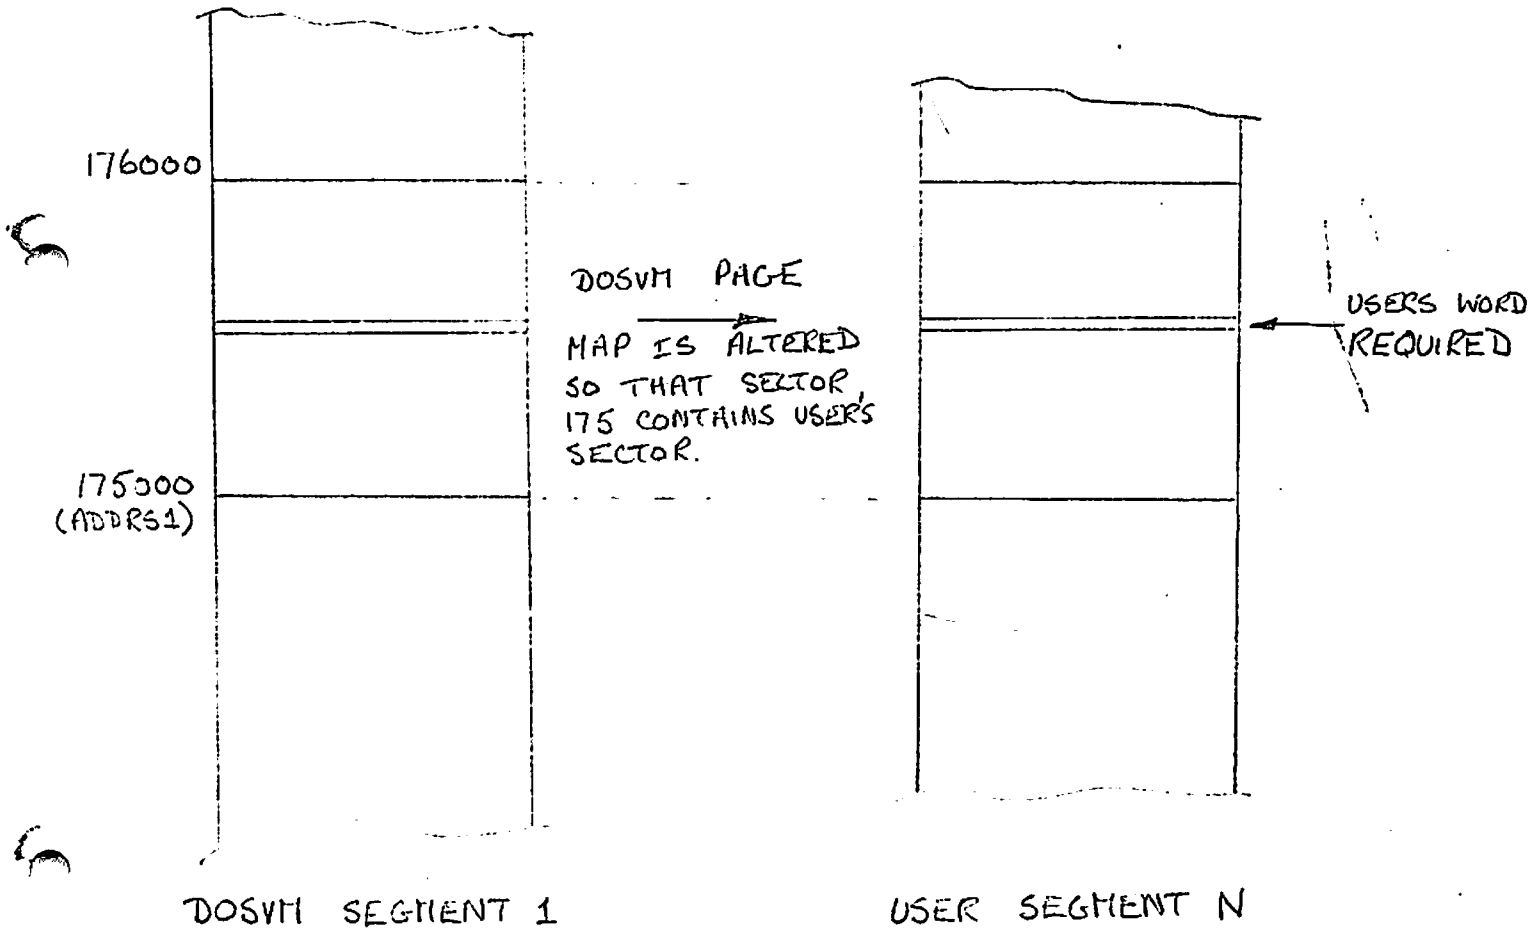 176000
DOSVM PAGE
MAP IS ALTERED
SO THAT SECTOR
175 CONTAINS USER'S
SECTOR.
USERS WORD
REQUIRED
175000
(ADDRS1)
DOSVM SEGMENT 1
USER SEGMENT N